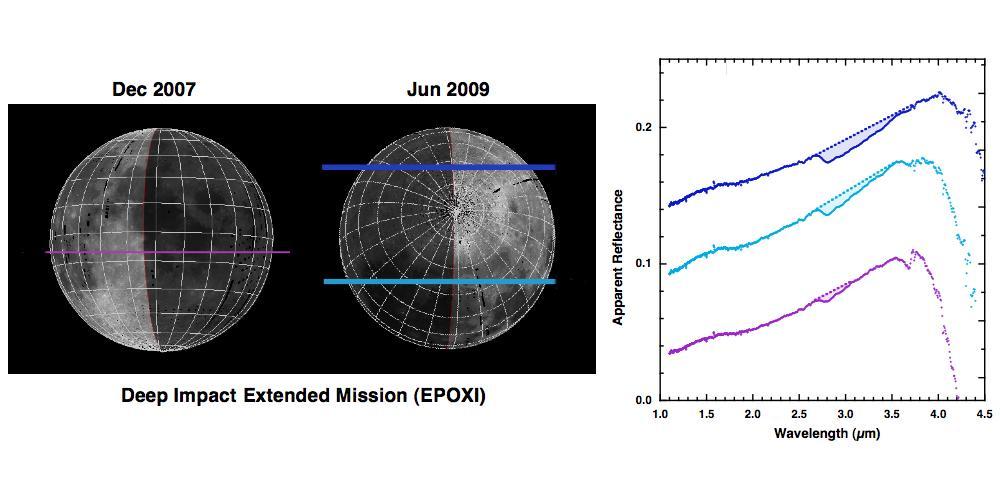 Dec 2007
Jun 2009
Deep Impact Extended Mission (EPOXI)
Apparent Reflectance
0.2
0.1
0.0
1.0 1.5 2.0 2.5 3.0 3.5 4.0 4.5
Wavelength (µm)